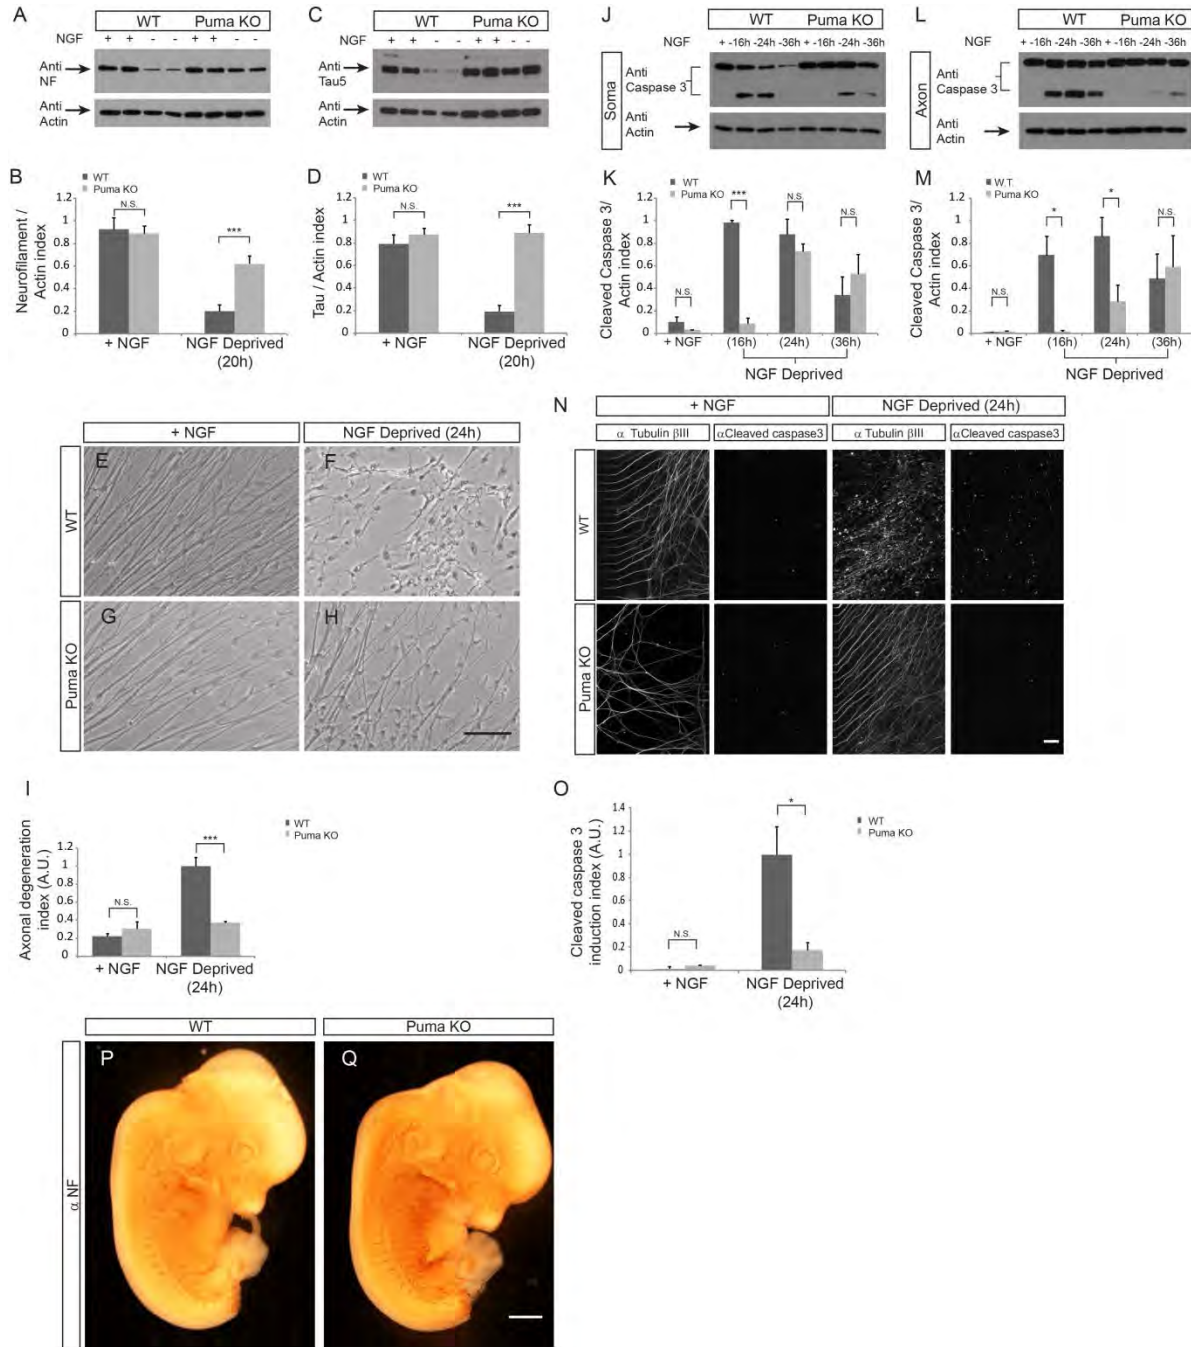 A
WT
Puma KO
NGF
+ + - - + + - -
Anti
NF
Anti
Actin
C
WT
Puma KO
NGF
+ + - - + + - -
Anti
Tau5
Anti
Actin
J
WT
Puma KO
NGF
+ -16h -24h -36h + -16h -24h -36h
Soma
Anti
Caspase 3
Anti
Actin
L
WT
Puma KO
NGF
+ -16h -24h -36h + -16h -24h -36h
Axon
Anti
Caspase 3
Anti
Actin
B
WT
Puma KO
Neurofilament /
Actin index
1.2
1
0.8
0.6
0.4
0.2
0
N.S.
***
+ NGF
NGF Deprived
(20h)
D
WT
Puma KO
Tau / Actin index
1.2
1
0.8
0.6
0.4
0.2
0
N.S.
***
+ NGF
NGF Deprived
(20h)
K
WT
Puma KO
Cleaved Caspase 3/
Actin index
1.2
1
0.8
0.6
0.4
0.2
0
N.S.
***
N.S.
N.S.
+ NGF
(16h)
(24h)
(36h)
NGF Deprived
M
W.T.
Puma KO
Cleaved Caspase 3/
Actin index
1.2
1
0.8
0.6
0.4
0.2
0
N.S.
*
*
N.S.
+ NGF
(16h)
(24h)
(36h)
NGF Deprived
+ NGF
NGF Deprived (24h)
WT
E
F
Puma KO
G
H
N
+ NGF
NGF Deprived (24h)
α Tubulin βIII
αCleaved caspase3
α Tubulin βIII
αCleaved caspase3
WT
Puma KO
I
WT
Puma KO
Axonal degeneration
index (A.U.)
1.2
1
0.8
0.6
0.4
0.2
0
N.S.
***
+ NGF
NGF Deprived
(24h)
O
WT
Puma KO
Cleaved caspase 3
induction index (A.U.)
1.4
1.2
1
0.8
0.6
0.4
0.2
0
N.S.
*
+ NGF
NGF Deprived
(24h)
WT
Puma KO
α NF
P
Q